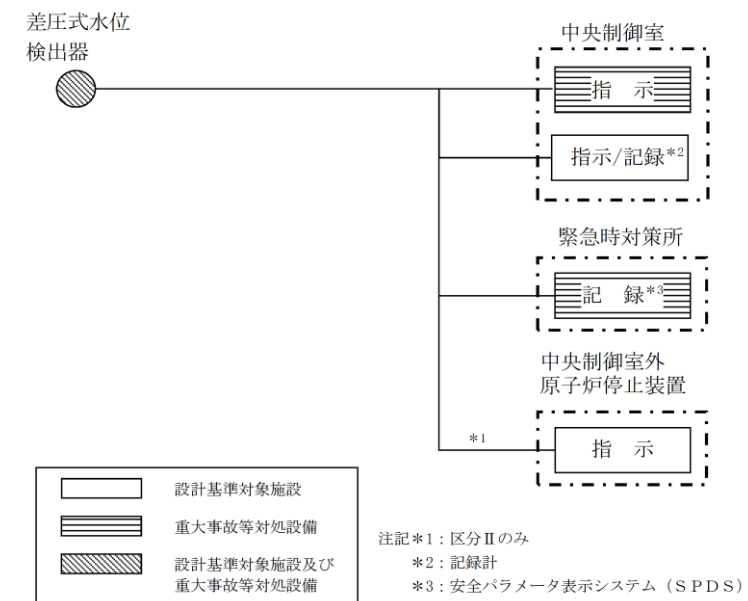 差圧式水位
検出器
中央制御室
指 示
指示/記録*2
緊急時対策所
記 録*3
中央制御室外
原子炉停止装置
*1
指 示
設計基準対象施設
重大事故等対処設備
設計基準対象施設及び
重大事故等対処設備
注記*1:区分Ⅱのみ
*2:記録計
*3:安全パラメータ表示システム(SPDS)